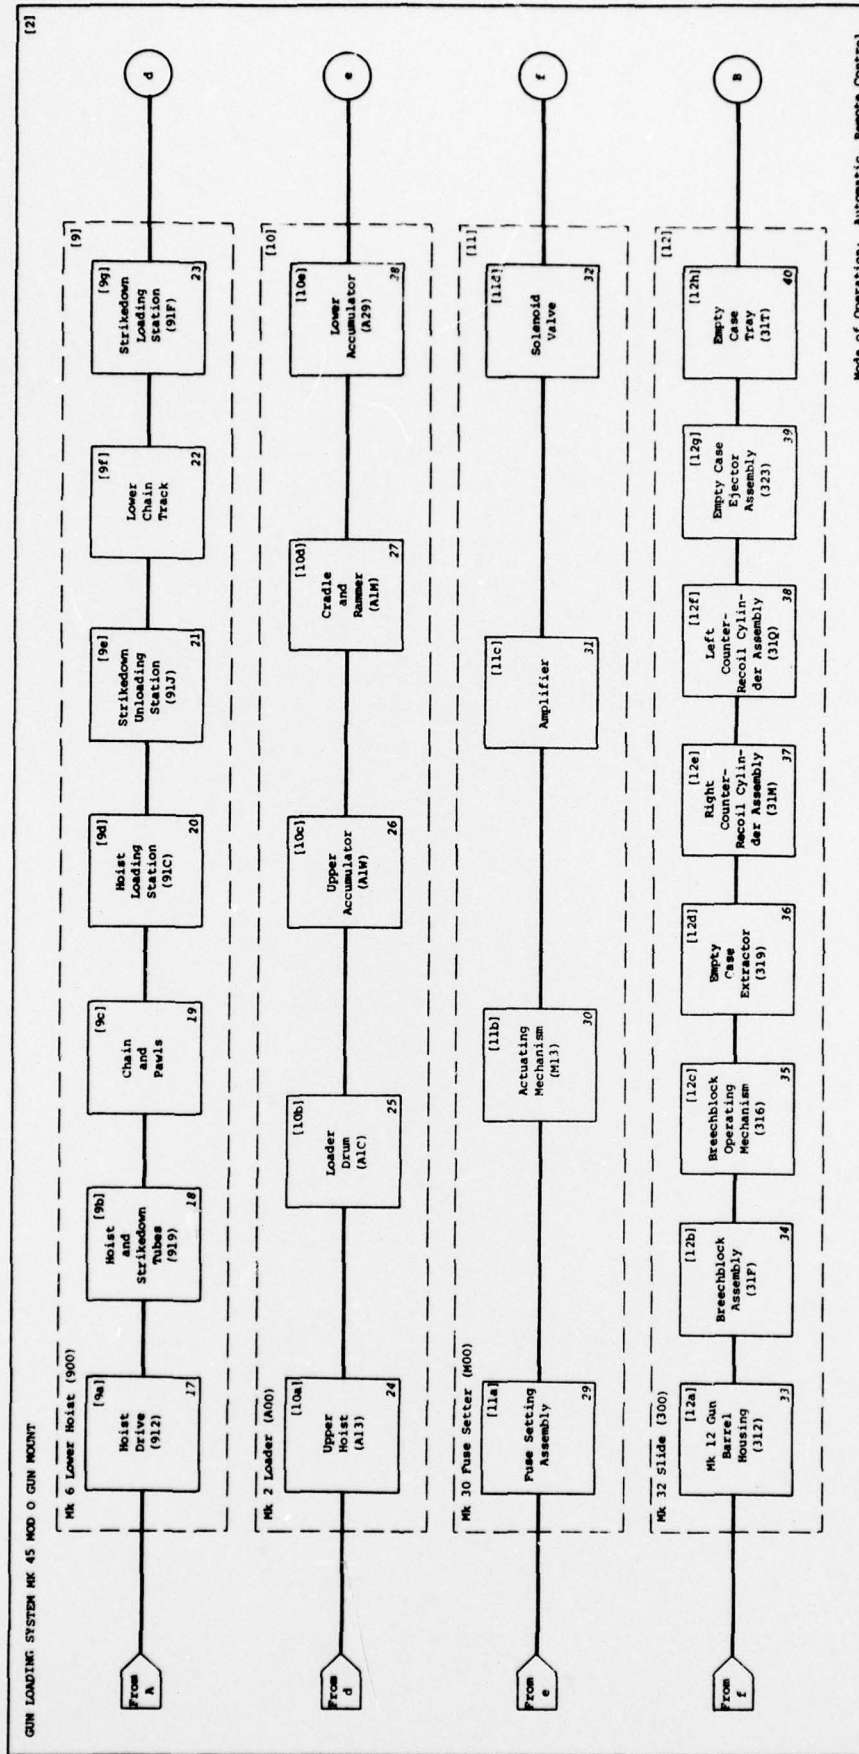 GUN LOADING SYSTEM MK 45 MOD 0 GUN MOUNT
[2]
Mk 6 Lower Hoist (900)
[9]
From
A
[9a]
Hoist
Drive
(912)
17
[9b]
Hoist
and
Strikedown
Tubes
(919)
18
[9c]
Chain
and
Pawls
19
[9d]
Hoist
Loading
Station
(91C)
20
[9e]
Strikedown
Unloading
Station
(91J)
21
[9f]
Lower
Chain
Track
22
[9g]
Strikedown
Loading
Station
(91F)
23
d
Mk 2 Loader (A00)
[10]
From
d
[10a]
Upper
Hoist
(A13)
24
[10b]
Loader
Drum
(A1C)
25
[10c]
Upper
Accumulator
(A1W)
26
[10d]
Cradle
and
Rammer
(A1M)
27
[10e]
Lower
Accumulator
(A29)
28
e
Mk 30 Fuse Setter (M00)
[11]
From
e
[11a]
Fuse Setting
Assembly
29
[11b]
Actuating
Mechanism
(M13)
30
[11c]
Amplifier
31
[11d]
Solenoid
Valve
32
f
Mk 32 Slide (300)
[12]
From
f
[12a]
Mk 12 Gun
Barrel
Housing
(312)
33
[12b]
Breechblock
Assembly
(31F)
34
[12c]
Breechblock
Operating
Mechanism
(316)
35
[12d]
Empty
Case
Extractor
(319)
36
[12e]
Right
Counter-
Recoil Cylin-
der Assembly
(31M)
37
[12f]
Left
Counter-
Recoil Cylin-
der Assembly
(31Q)
38
[12g]
Empty Case
Ejector
Assembly
(323)
39
[12h]
Empty
Case
Tray
(31T)
40
B
Mode of Operation: Automatic, Remote Control